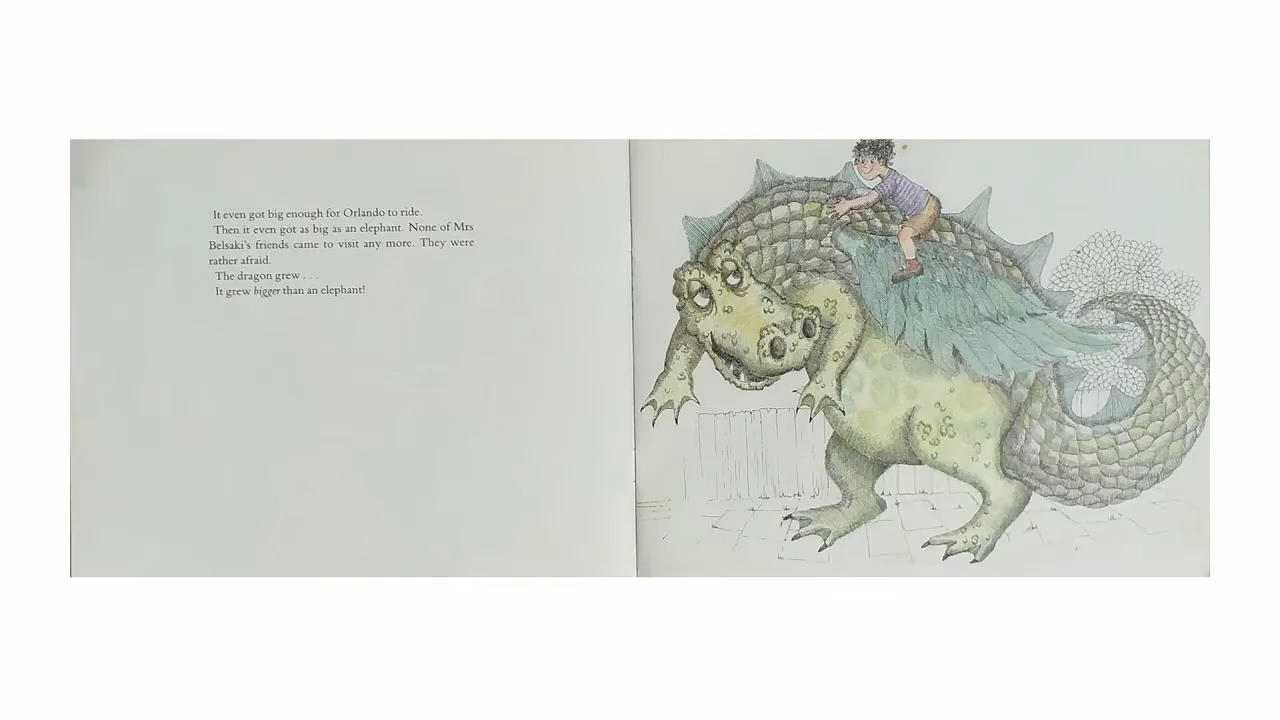 It even got big enough for Orlando to ride.
Then it even got as big as an elephant. None of Mrs
Belsaki's friends came to visit any more. They were
rather afraid.
The dragon grew . . .
It grew bigger than an elephant!